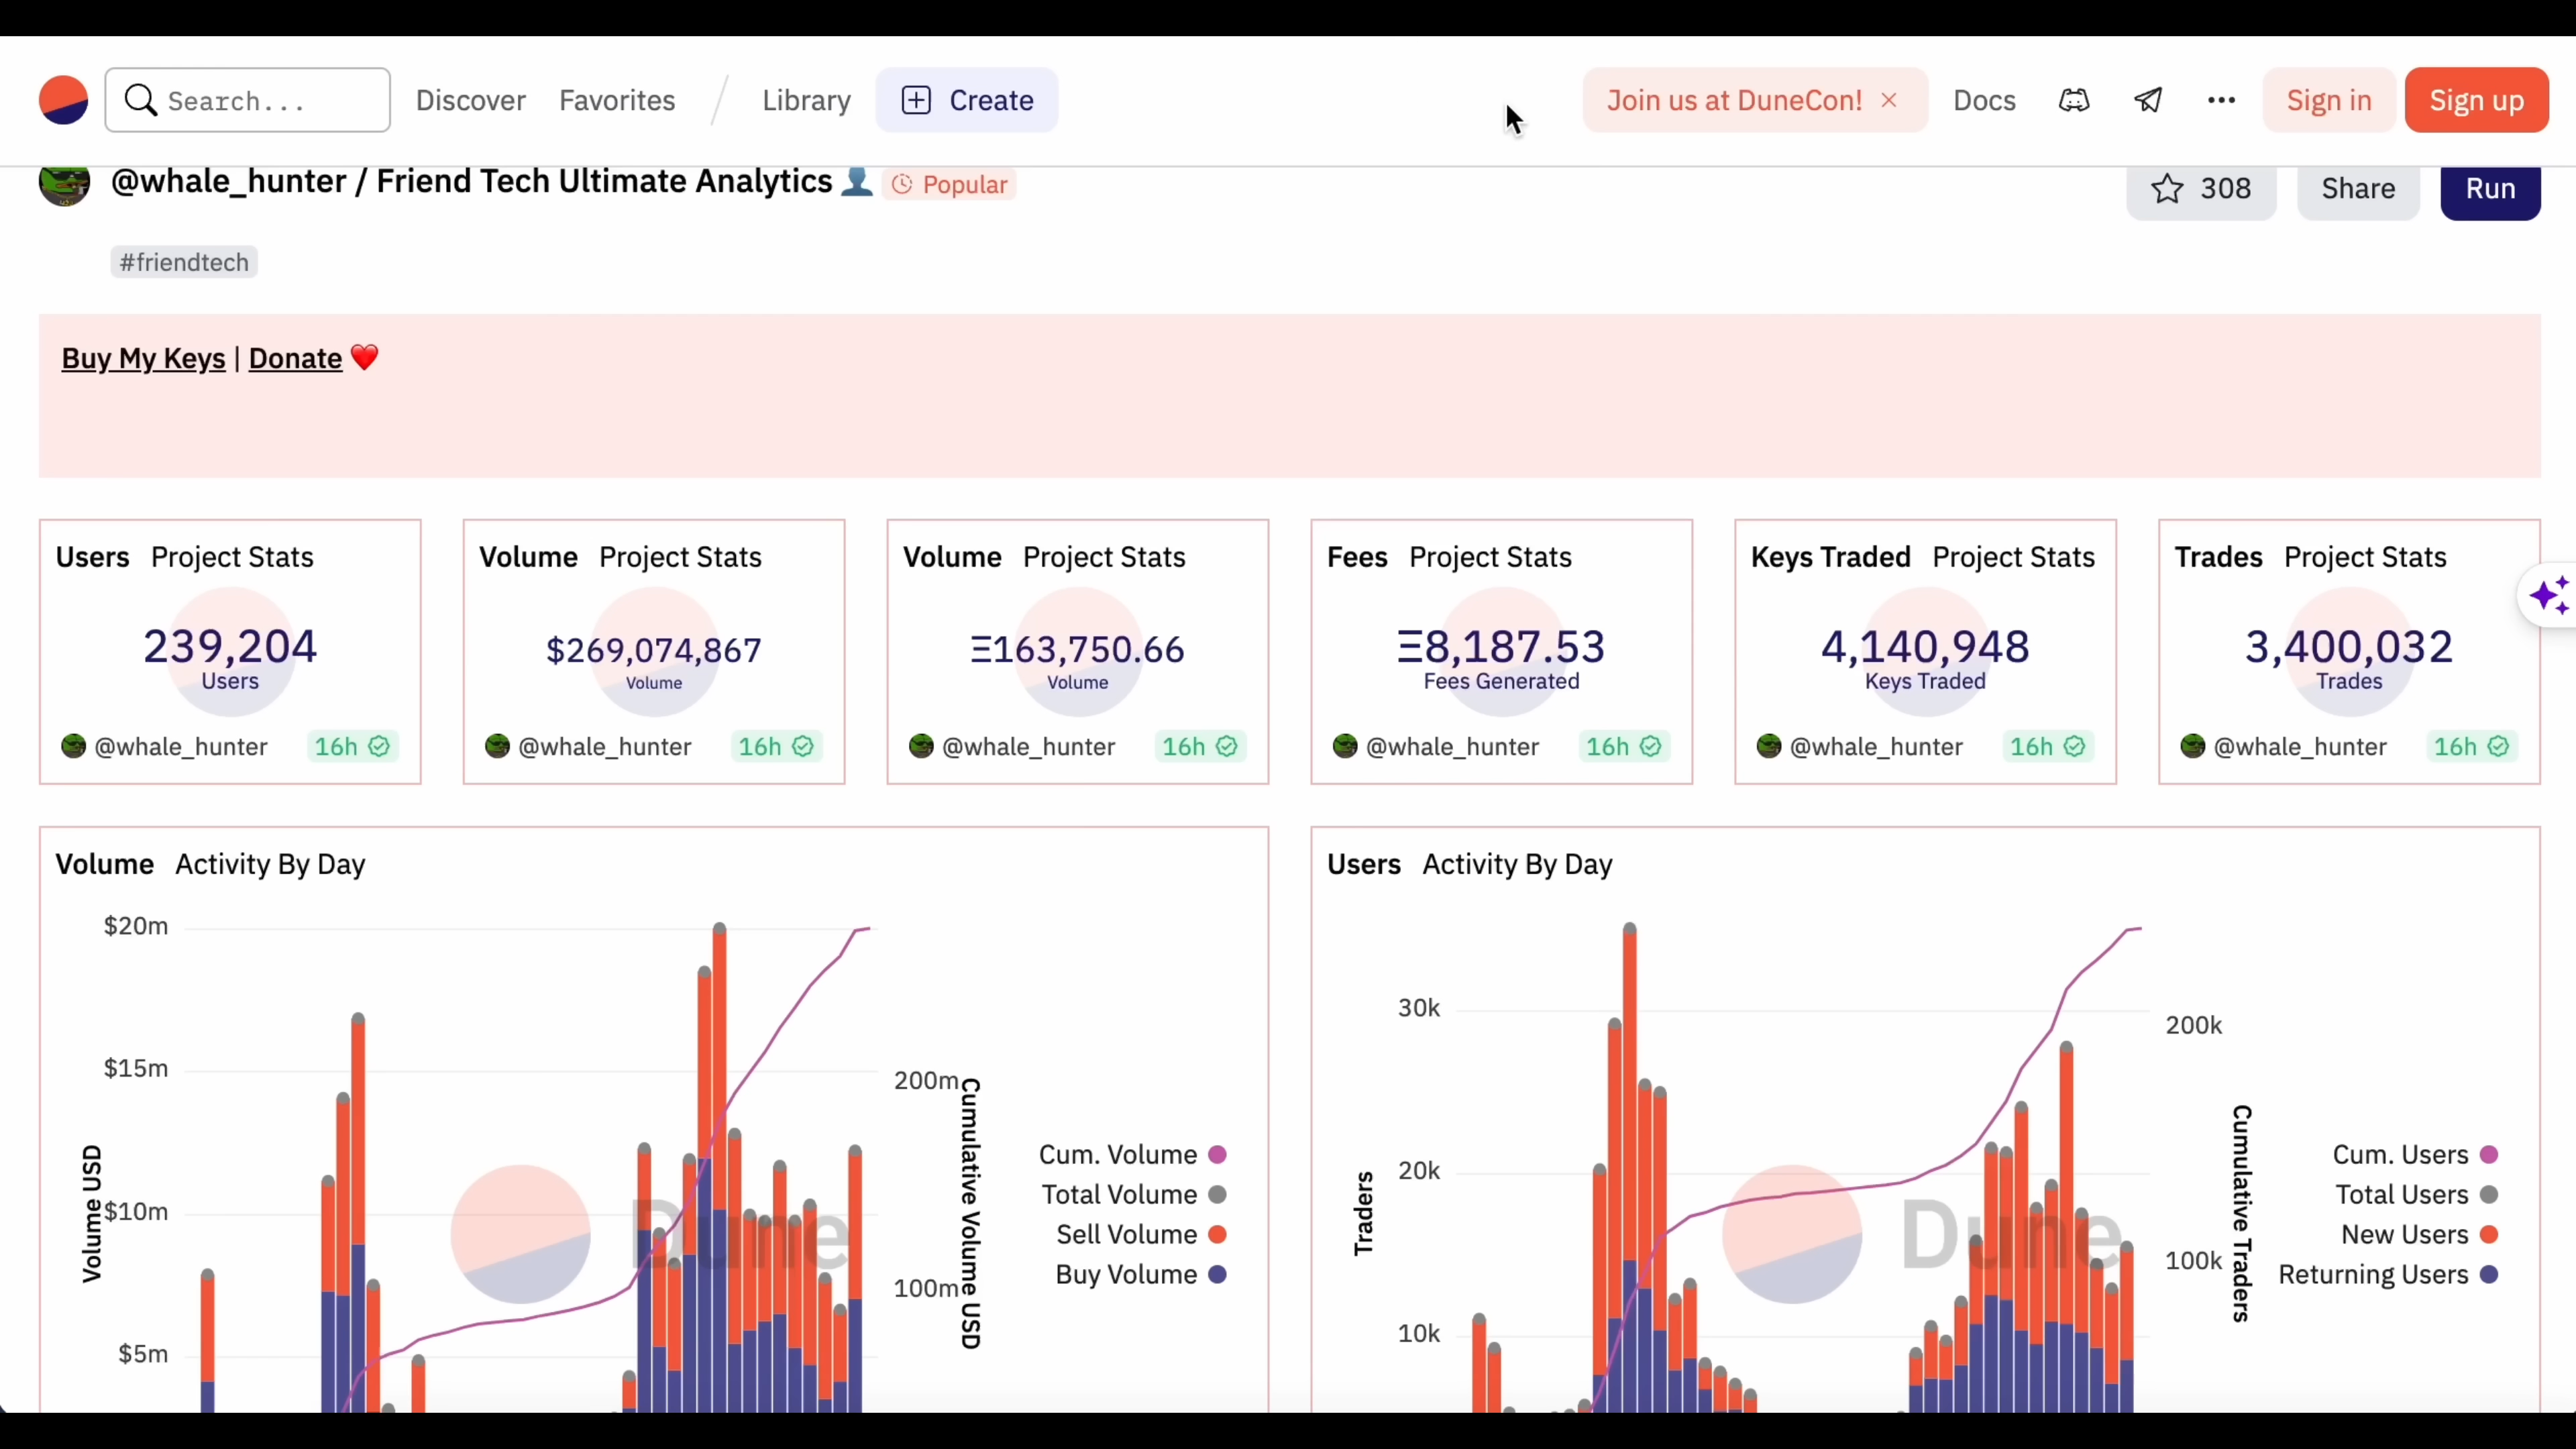 Search...
Discover
Favorites
Library
Create
Join us at DuneCon!
Docs
Sign in
Sign up
@whale_hunter / Friend Tech Ultimate Analytics
Popular
308
Share
Run
#friendtech
Buy My Keys | Donate
Users Project Stats
239,204
Users
@whale_hunter
16h
Volume Project Stats
$269,074,867
Volume
@whale_hunter
16h
Volume Project Stats
Ξ163,750.66
Volume
@whale_hunter
16h
Fees Project Stats
Ξ8,187.53
Fees Generated
@whale_hunter
16h
Keys Traded Project Stats
4,140,948
Keys Traded
@whale_hunter
16h
Trades Project Stats
3,400,032
Trades
@whale_hunter
16h
Volume Activity By Day
$20m
$15m
$10m
$5m
Volume USD
Dune
200m
100m
Cumulative Volume USD
Cum. Volume
Total Volume
Sell Volume
Buy Volume
Users Activity By Day
30k
20k
10k
Traders
Dune
200k
100k
Cumulative Traders
Cum. Users
Total Users
New Users
Returning Users